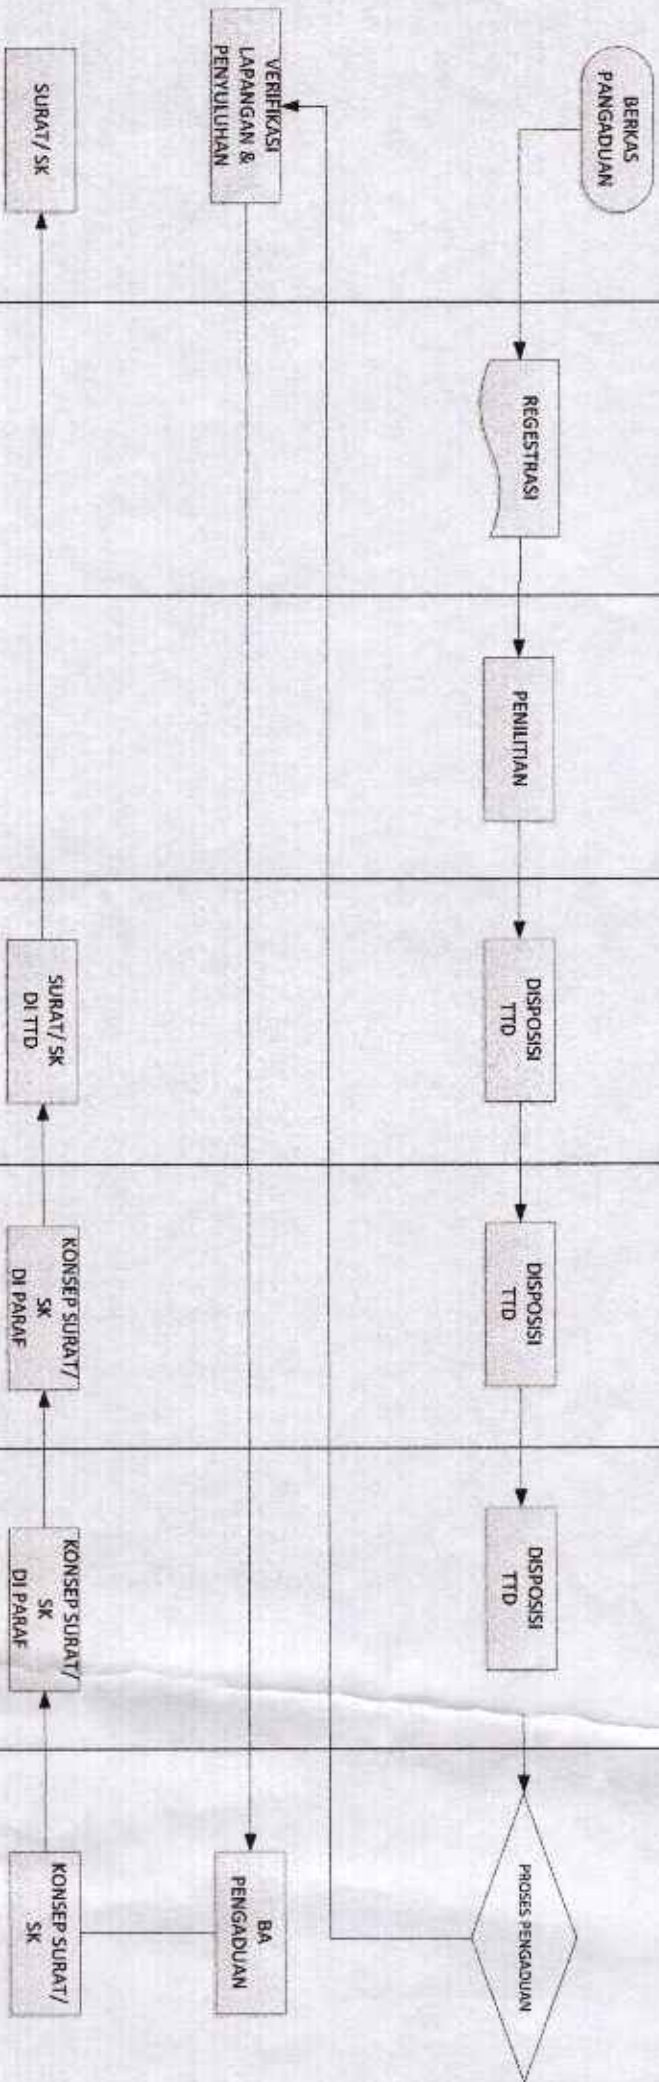 BERKAS
PANGADUAN
REGESTRASI
PENILITIAN
DISPOSISI
TTD
DISPOSISI
TTD
DISPOSISI
TTD
PROSES PENGADUAN
VERIFIKASI
LAPANGAN &
PENYULUHAN
BA
PENGADUAN
SURAT/ SK
SURAT/ SK
DI TTD
KONSEP SURAT/
SK
DI PARAF
KONSEP SURAT/
SK
DI PARAF
KONSEP SURAT/
SK